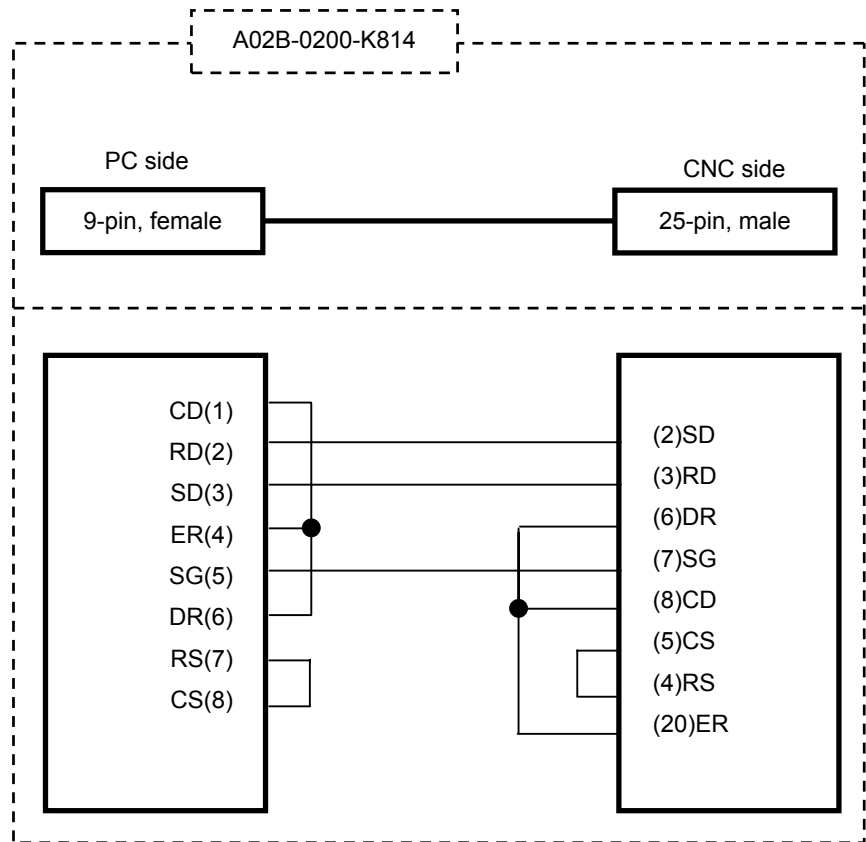 A02B-0200-K814
PC side
CNC side
9-pin, female
25-pin, male
CD(1)
RD(2)
SD(3)
ER(4)
SG(5)
DR(6)
RS(7)
CS(8)
(2)SD
(3)RD
(6)DR
(7)SG
(8)CD
(5)CS
(4)RS
(20)ER